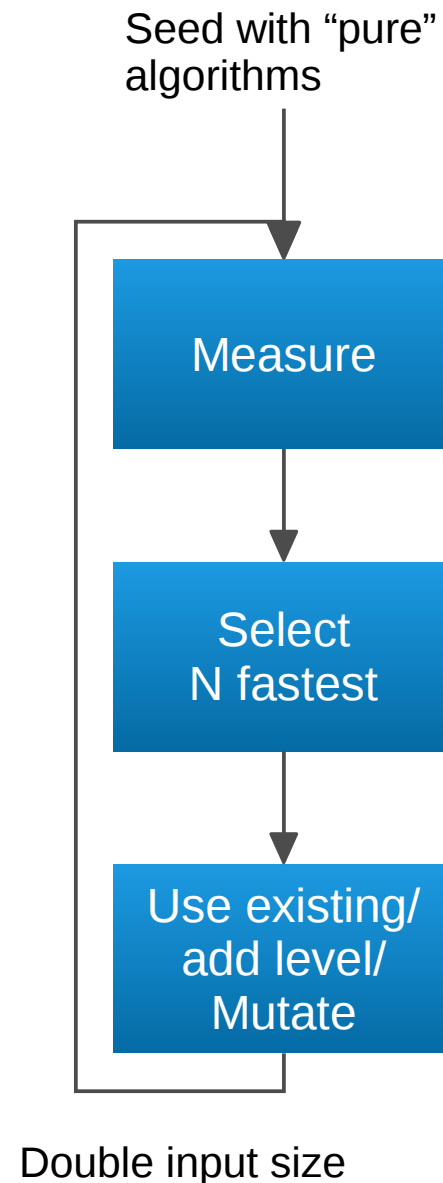 Seed with “pure”
algorithms
Measure
Select
N fastest
Use existing/
add level/
Mutate
Double input size